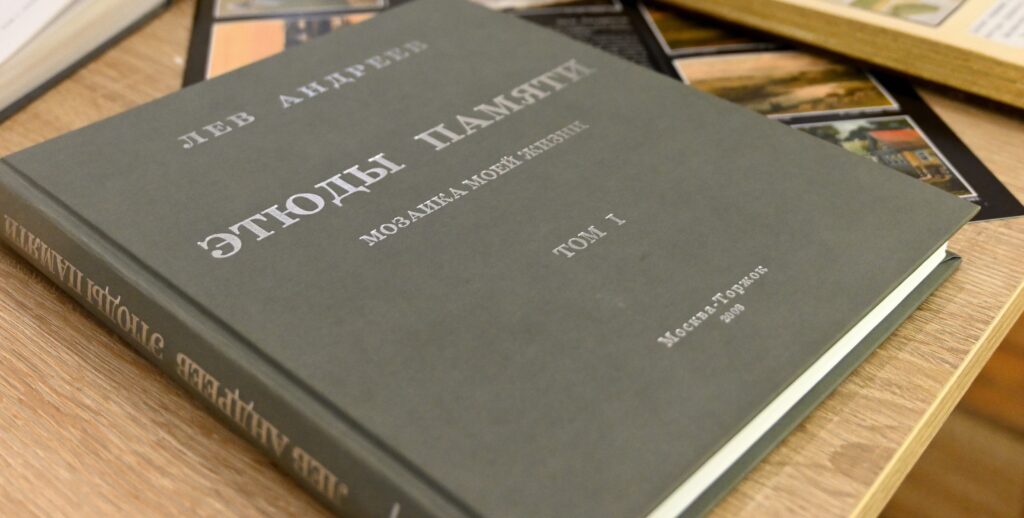 ЛЕВ АНДРЕЕВ
ЭТЮДЫ ПАМЯТИ
МОЗАИКА МОЕЙ ЖИЗНИ
ТОМ I
Москва-Торжок
2009
ЛЕВ АНДРЕЕВ ЭТЮДЫ ПАМЯТИ